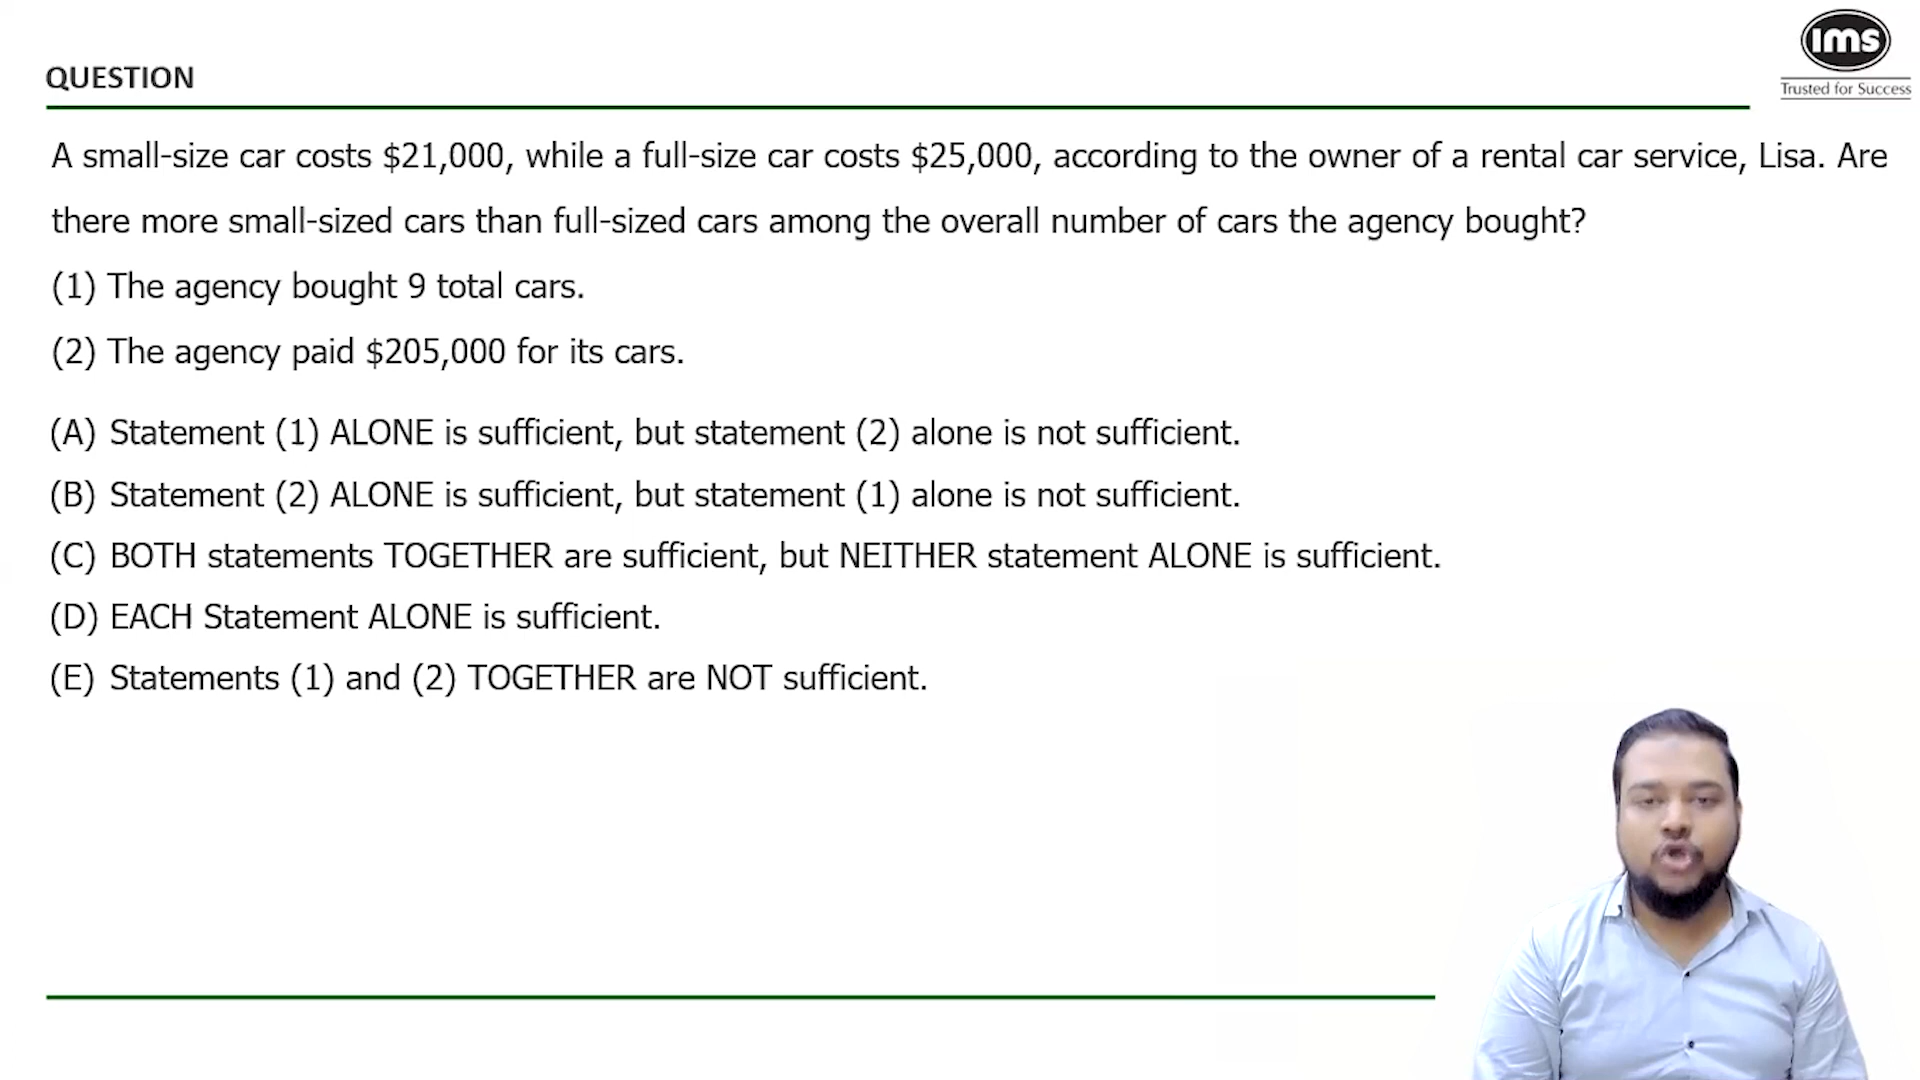 ims
Trusted for Success
QUESTION
A small-size car costs $21,000, while a full-size car costs $25,000, according to the owner of a rental car service, Lisa. Are
there more small-sized cars than full-sized cars among the overall number of cars the agency bought?
(1) The agency bought 9 total cars.
(2) The agency paid $205,000 for its cars.
(A) Statement (1) ALONE is sufficient, but statement (2) alone is not sufficient.
(B) Statement (2) ALONE is sufficient, but statement (1) alone is not sufficient.
(C) BOTH statements TOGETHER are sufficient, but NEITHER statement ALONE is sufficient.
(D) EACH Statement ALONE is sufficient.
(E) Statements (1) and (2) TOGETHER are NOT sufficient.